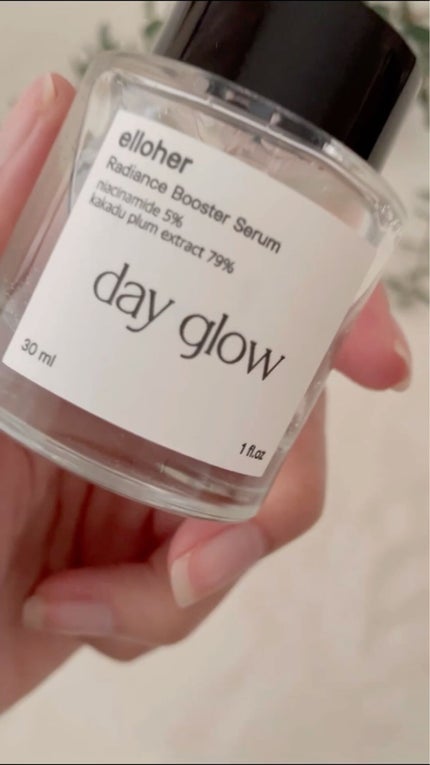 elloher
Radiance Booster Serum
niacinamide 5%
kakadu plum extract 79%
day glow
30 ml
1 fl.oz